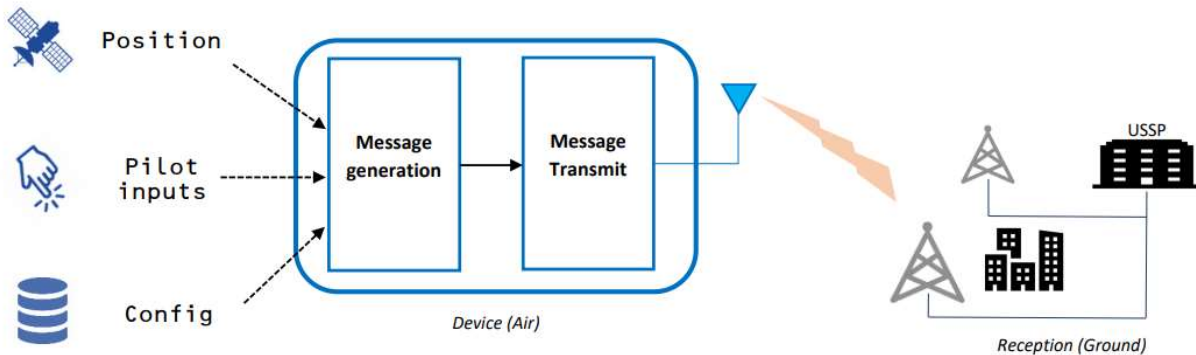 Position
Pilot
inputs
Config
Message
generation
Message
Transmit
Device (Air)
USSP
Reception (Ground)